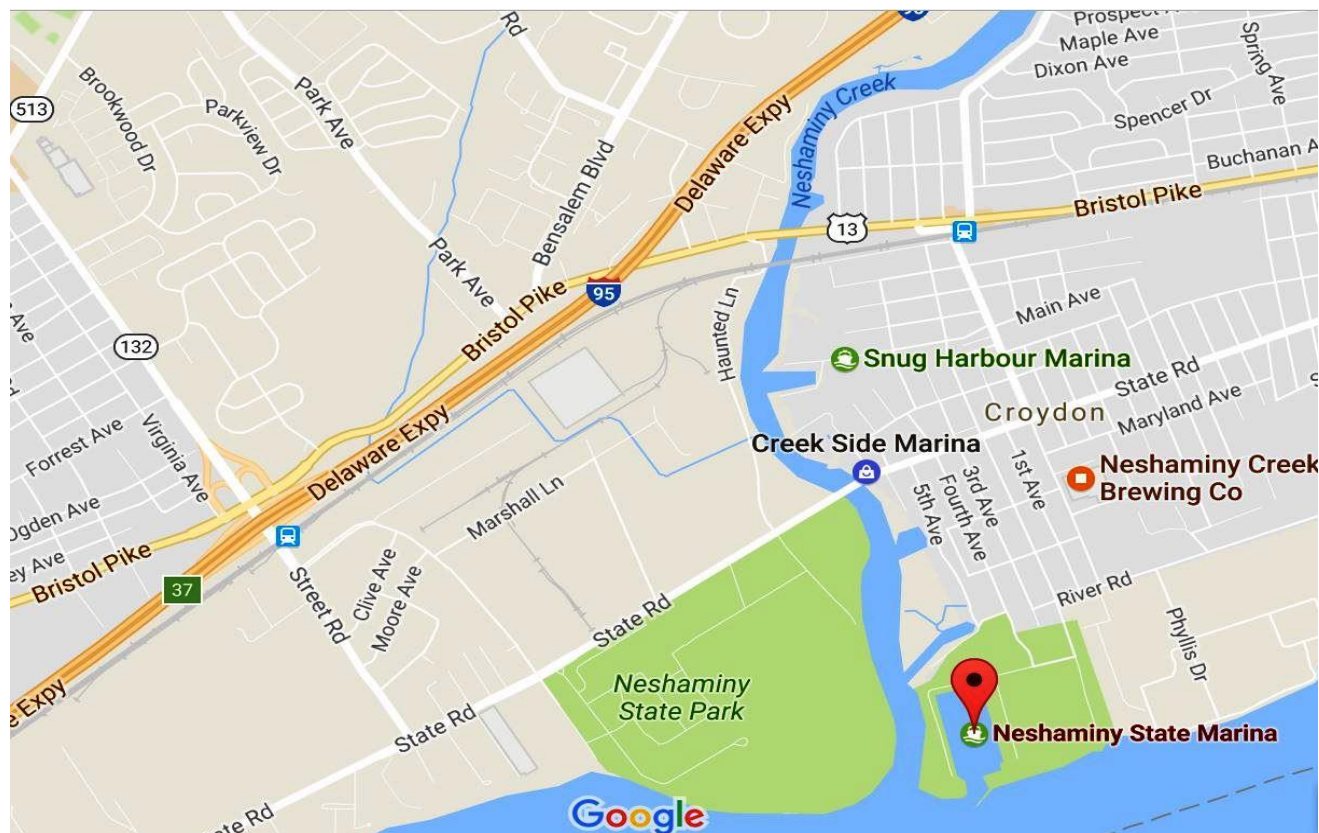 95
Rd
Prospect A
Maple Ave
Dixon Ave
Spring Ave
513
Brookwood Dr
Parkview Dr
Park Ave
Delaware Expy
Neshaminy Creek
Spencer Dr
Buchanan A
Bensalem Blvd
Bristol Pike
13
Park Ave
95
Bristol Pike
Haunted Ln
Main Ave
132
Snug Harbour Marina
State Rd
Croydon
Maryland Ave
Forrest Ave
Virginia Ave
Delaware Expy
Creek Side Marina
Neshaminy Creek
Brewing Co
1st Ave
3rd Ave
Fourth Ave
5th Ave
Marshall Ln
Ogden Ave
ey Ave
Bristol Pike
37
Street Rd
Clive Ave
Moore Ave
State Rd
River Rd
Phyllis Dr
Neshaminy
State Park
e Expy
State Rd
Neshaminy State Marina
Google
ate Rd